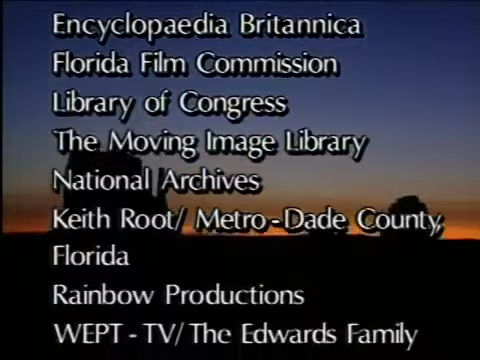 Encyclopaedia Britannica
Florida Film Commission
Library of Congress
The Moving Image Library
National Archives
Keith Root/ Metro-Dade County,
Florida
Rainbow Productions
WEPT - TV/ The Edwards Family